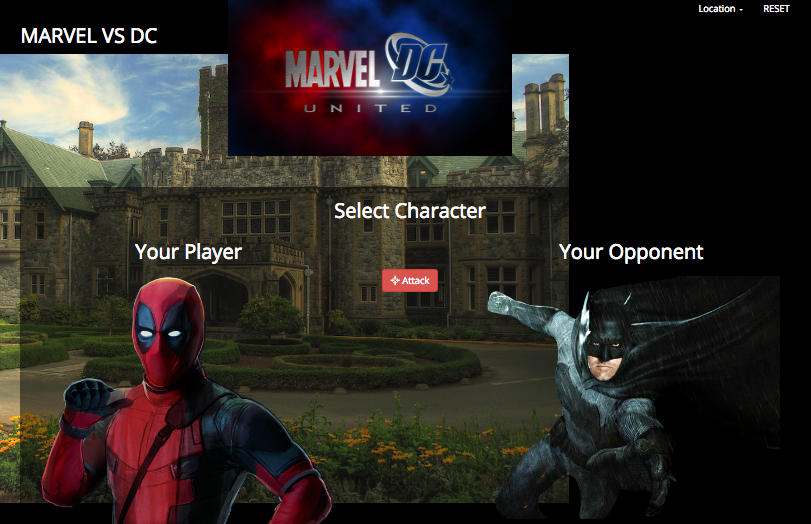 Location
RESET
MARVEL VS DC
MARVEL DC
UNITED
Select Character
Your Player
Your Opponent
Attack